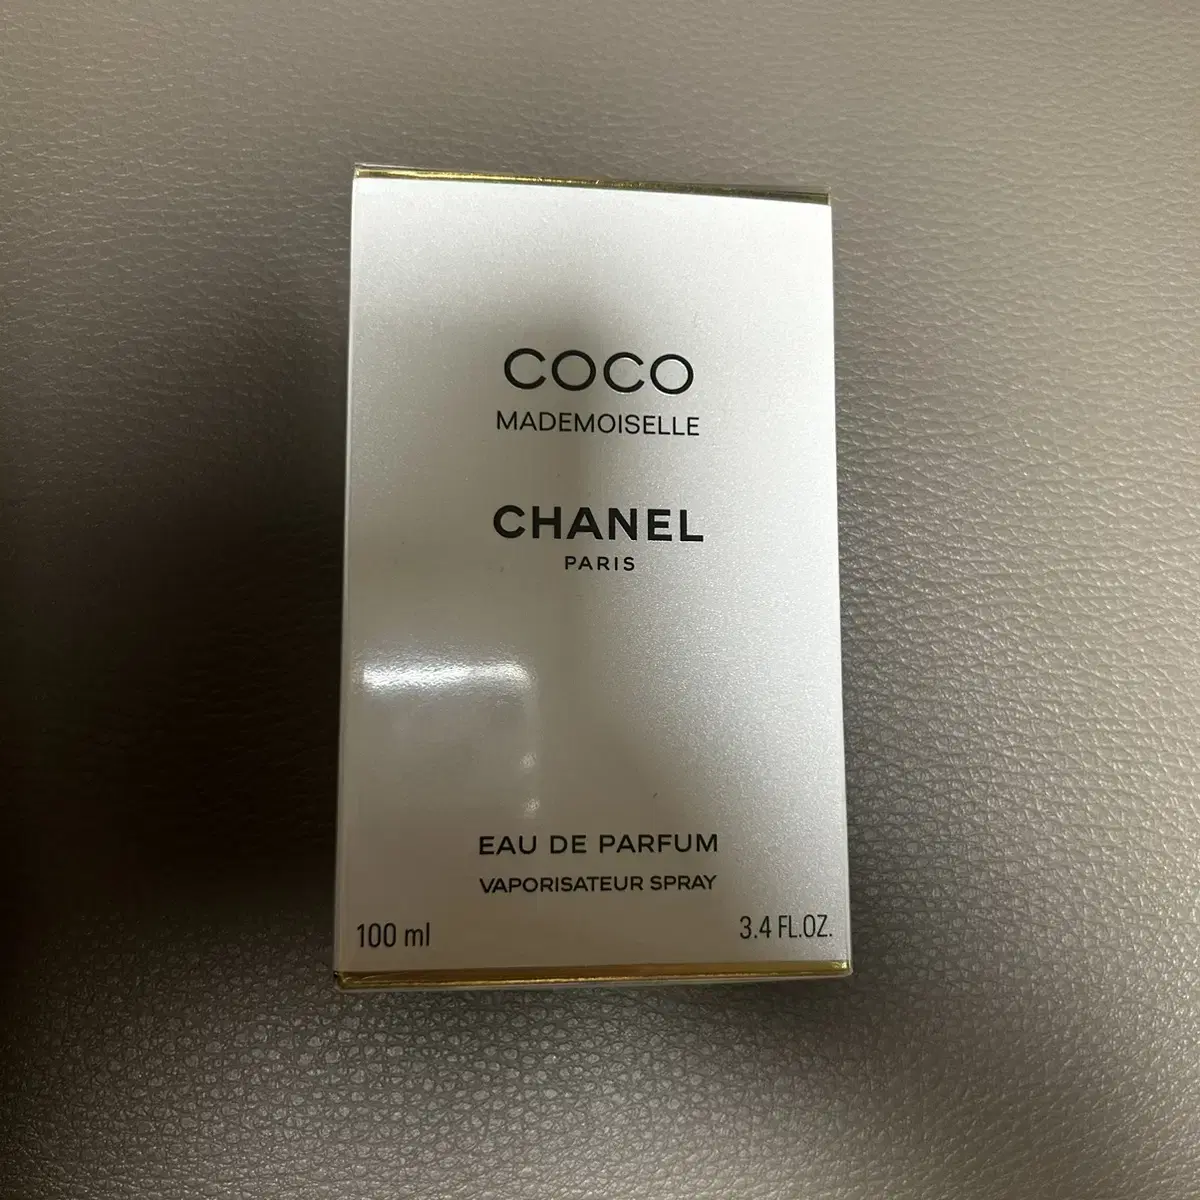 COCO
MADEMOISELLE
CHANEL
PARIS
EAU DE PARFUM
VAPORISATEUR SPRAY
100 ml 3.4 FL.OZ.